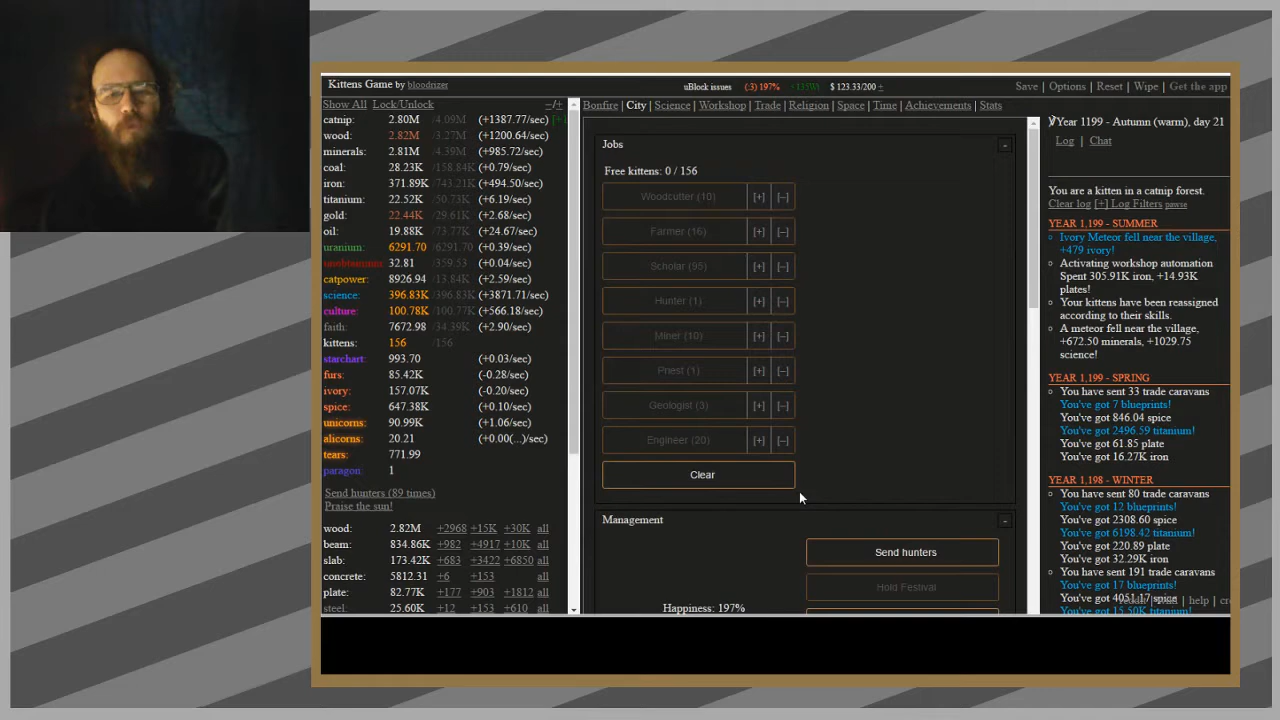 Kittens Game by bloodrizer
uBlock issues (:3) 197% +135W $ 123.33/200 Save | Options | Reset | Wipe | Get the app
Show All Lock/Unlock −/+
catnip: 2.80M /4.09M (+1387.77/sec)
wood: 2.82M /3.27M (+1200.64/sec)
minerals: 2.81M /4.39M (+985.72/sec)
coal: 28.23K /158.84K (+0.79/sec)
iron: 371.89K /743.21K (+494.50/sec)
titanium: 22.52K /50.73K (+6.19/sec)
gold: 22.44K /29.61K (+2.68/sec)
oil: 19.88K /73.77K (+24.67/sec)
uranium: 6291.70 /6291.70 (+0.39/sec)
unobtainium: 32.81 /359.53 (+0.04/sec)
catpower: 8926.94 /13.84K (+2.59/sec)
science: 396.83K /396.83K (+3871.71/sec)
culture: 100.78K /100.77K (+566.18/sec)
faith: 7672.98 /34.39K (+2.90/sec)
kittens: 156 /156
starchart: 993.70 (+0.03/sec)
furs: 85.42K (-0.28/sec)
ivory: 157.07K (-0.20/sec)
spice: 647.38K (+0.10/sec)
unicorns: 90.99K (+1.06/sec)
alicorns: 20.21 (+0.00(...)/sec)
tears: 771.99
paragon: 1
Send hunters (89 times)
Praise the sun!
wood: 2.82M +2968 +15K +30K all
beam: 834.86K +982 +4917 +10K all
slab: 173.42K +683 +3422 +6850 all
concrete: 5812.31 +6 +153 all
plate: 82.77K +177 +903 +1812 all
steel: 25.60K +12 +153 +610 all
Bonfire | City | Science | Workshop | Trade | Religion | Space | Time | Achievements | Stats
Jobs -
Free kittens: 0 / 156
Woodcutter (10) [+] [–]
Farmer (16) [+] [–]
Scholar (95) [+] [–]
Hunter (1) [+] [–]
Miner (10) [+] [–]
Priest (1) [+] [–]
Geologist (3) [+] [–]
Engineer (20) [+] [–]
Clear
Management -
Send hunters
Hold Festival
Happiness: 197%
Year 1199 - Autumn (warm), day 21
Log | Chat
You are a kitten in a catnip forest.
Clear log [+] Log Filters pawse
YEAR 1,199 - SUMMER
Ivory Meteor fell near the village,
+479 ivory!
Activating workshop automation
Spent 305.91K iron, +14.93K
plates!
Your kittens have been reassigned
according to their skills.
A meteor fell near the village,
+672.50 minerals, +1029.75
science!
YEAR 1,199 - SPRING
You have sent 33 trade caravans
You've got 7 blueprints!
You've got 846.04 spice
You've got 2496.59 titanium!
You've got 61.85 plate
You've got 16.27K iron
YEAR 1,198 - WINTER
You have sent 80 trade caravans
You've got 12 blueprints!
You've got 2308.60 spice
You've got 6198.42 titanium!
You've got 220.89 plate
You've got 32.29K iron
You have sent 191 trade caravans
You've got 17 blueprints!
You've got 4051.17 spice
You've got 15.50K titanium!
help